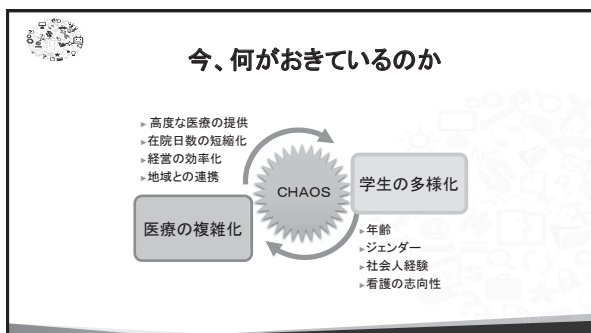 今、何がおきているのか
▸高度な医療の提供
▸在院日数の短縮化
▸経営の効率化
▸地域との連携
医療の複雑化
CHAOS
学生の多様化
▸年齢
▸ジェンダー
▸社会人経験
▸看護の志向性